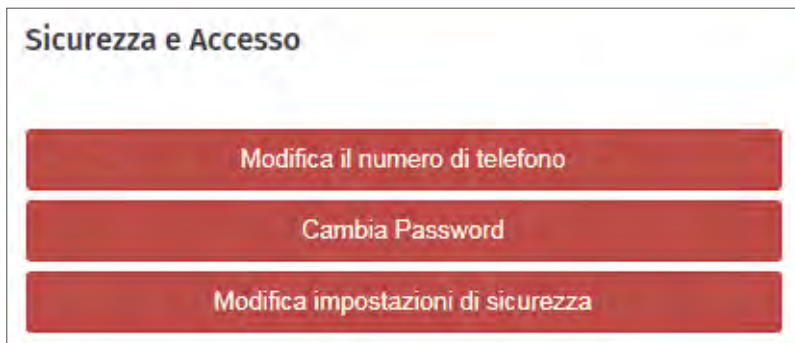 Sicurezza e Accesso
Modifica il numero di telefono
Cambia Password
Modifica impostazioni di sicurezza